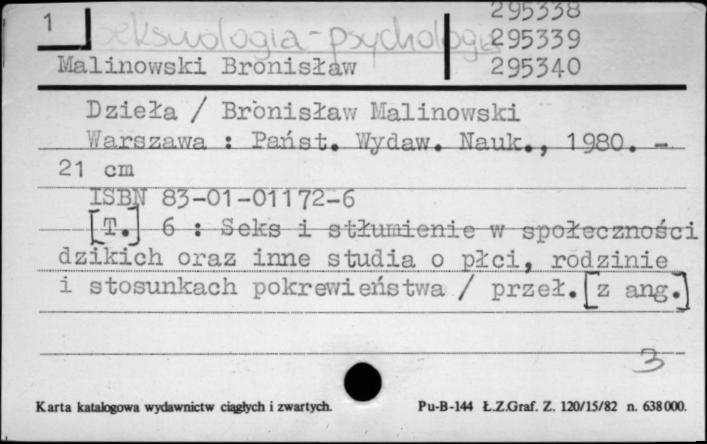 1
seksuologia - psychologia
295338
295339
295340
Malinowski Bronisław
Dzieła / Bronisław Malinowski
Warszawa : Państ. Wydaw. Nauk., 1980. -
21 cm
ISBN 83-01-01172-6
[T.] 6 : Seks i stłumienie w społeczności
dzikich oraz inne studia o płci, rodzinie
i stosunkach pokrewieństwa / przeł. [z ang.]
3
Karta katalogowa wydawnictw ciągłych i zwartych.
Pu-B-144 Ł.Z.Graf. Z. 120/15/82 n. 638000.